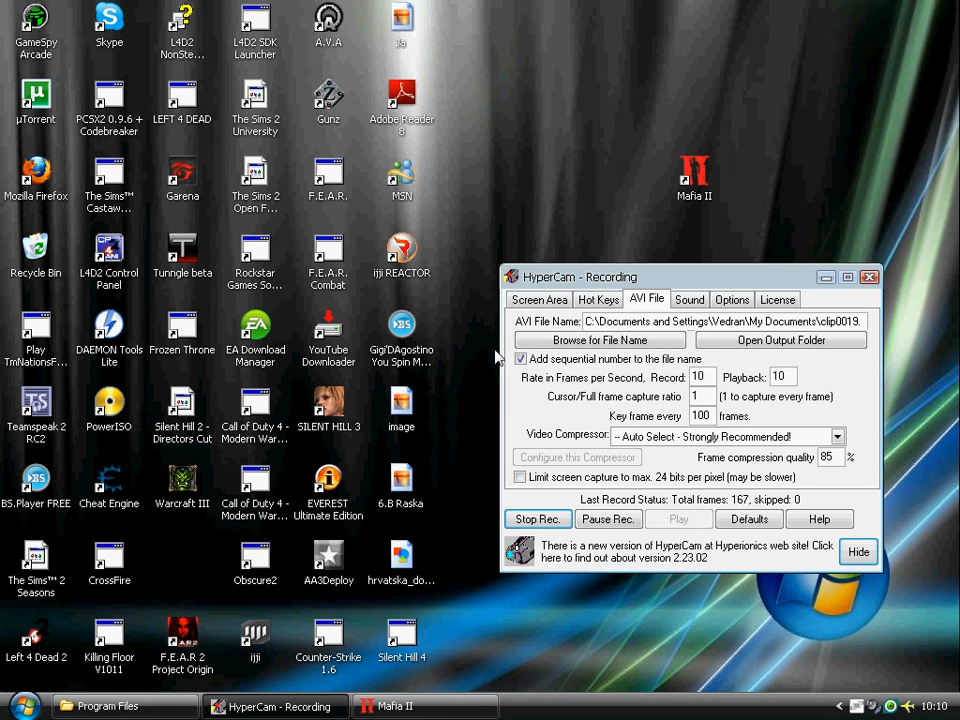 GameSpy
Arcade
Skype
L4D2
NonSte...
L4D2 SDK
Launcher
A.V.A
Ja
µTorrent
PCSX2 0.9.6 +
Codebreaker
LEFT 4 DEAD
The Sims 2
University
Gunz
Adobe Reader
8
Mozilla Firefox
The Sims™
Castaw...
Garena
The Sims 2
Open F...
F.E.A.R.
MSN
Mafia II
Recycle Bin
L4D2 Control
Panel
Tunngle beta
Rockstar
Games So...
F.E.A.R.
Combat
ijji REACTOR
Play
TmNationsF...
DAEMON Tools
Lite
Frozen Throne
EA Download
Manager
YouTube
Downloader
Gigi'DAgostino
You Spin M...
Teamspeak 2
RC2
PowerISO
Silent Hill 2 -
Directors Cut
Call of Duty 4 -
Modern War...
SILENT HILL 3
image
BS.Player FREE
Cheat Engine
Warcraft III
Call of Duty 4 -
Modern War...
EVEREST
Ultimate Edition
6.B Raska
The Sims™ 2
Seasons
CrossFire
Obscure2
AA3Deploy
hrvatska_do...
Left 4 Dead 2
Killing Floor
V1011
F.E.A.R 2
Project Origin
ijji
Counter-Strike
1.6
Silent Hill 4
HyperCam - Recording
Screen Area
Hot Keys
AVI File
Sound
Options
License
AVI File Name: C:\Documents and Settings\Vedran\My Documents\clip0019.
Browse for File Name
Open Output Folder
Add sequential number to the file name
Rate in Frames per Second, Record: 10 Playback: 10
Cursor/Full frame capture ratio 1 (1 to capture every frame)
Key frame every 100 frames.
Video Compressor: -- Auto Select - Strongly Recommended!
Configure this Compressor
Frame compression quality 85 %
Limit screen capture to max. 24 bits per pixel (may be slower)
Last Record Status: Total frames: 167, skipped: 0
Stop Rec.
Pause Rec.
Play
Defaults
Help
There is a new version of HyperCam at Hyperionics web site! Click
here to find out about version 2.23.02
Hide
Program Files
HyperCam - Recording
Mafia II
10:10